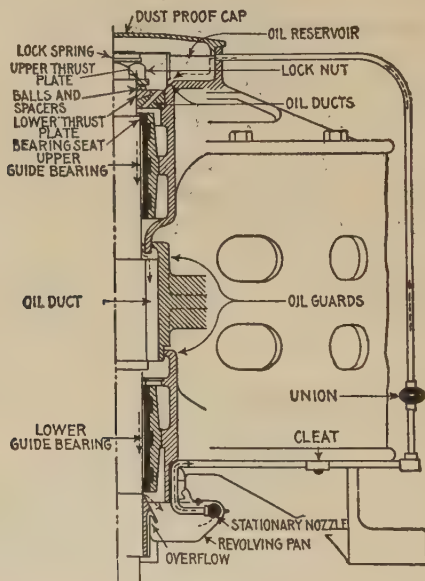 DUST PROOF CAP
OIL RESERVOIR
LOCK SPRING
UPPER THRUST
PLATE
LOCK NUT
BALLS AND
SPACERS
OIL DUCTS
LOWER THRUST
PLATE
BEARING SEAT
UPPER
GUIDE BEARING
OIL DUCT
OIL GUARDS
UNION
LOWER
GUIDE BEARING
CLEAT
STATIONARY NOZZLE
REVOLVING PAN
OVERFLOW